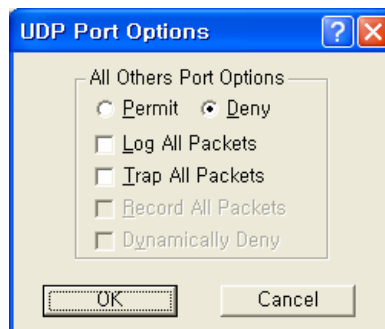 UDP Port Options
All Others Port Options
Permit Deny
Log All Packets
Trap All Packets
Record All Packets
Dynamically Deny
OK Cancel